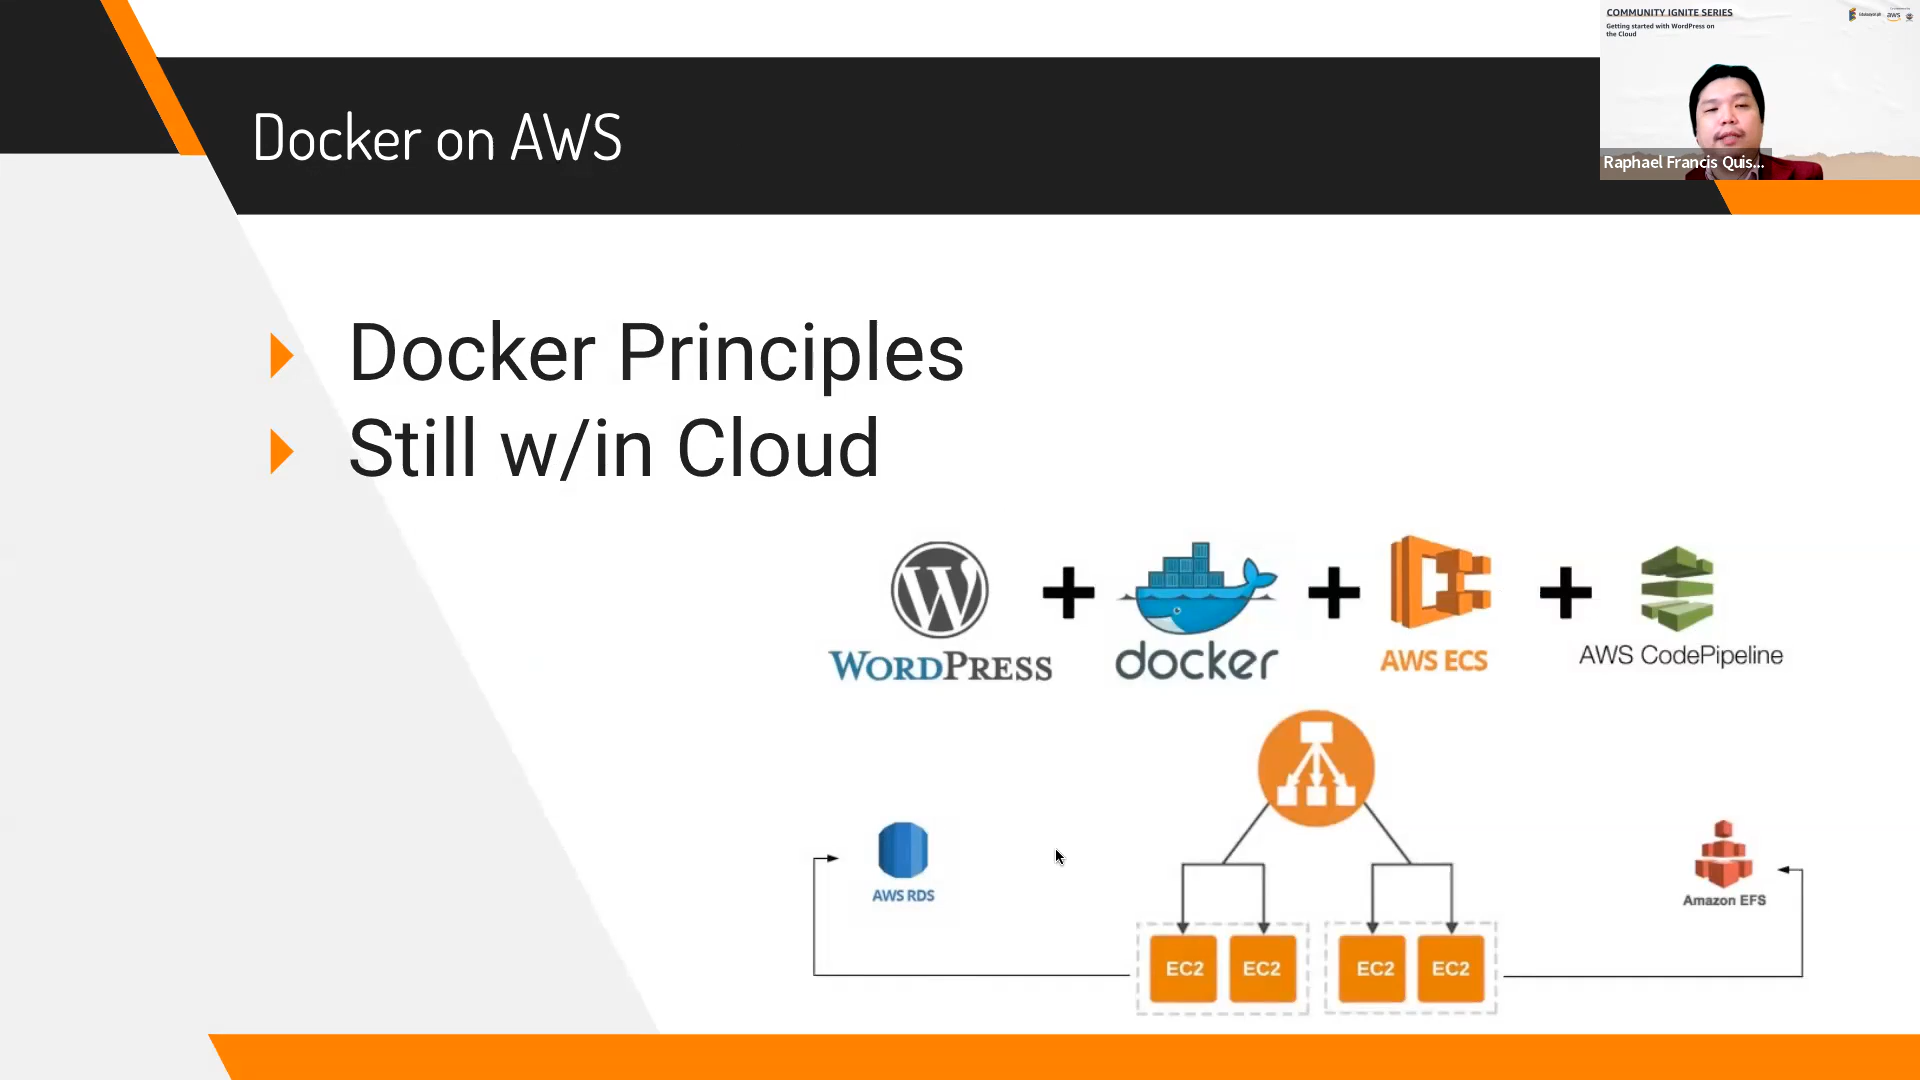 COMMUNITY IGNITE SERIES
Getting started with WordPress on
the Cloud
aws
Raphael Francis Quis...
Docker on AWS
Docker Principles
Still w/in Cloud
WORDPRESS
docker
AWS ECS
AWS CodePipeline
AWS RDS
Amazon EFS
EC2 EC2 EC2 EC2